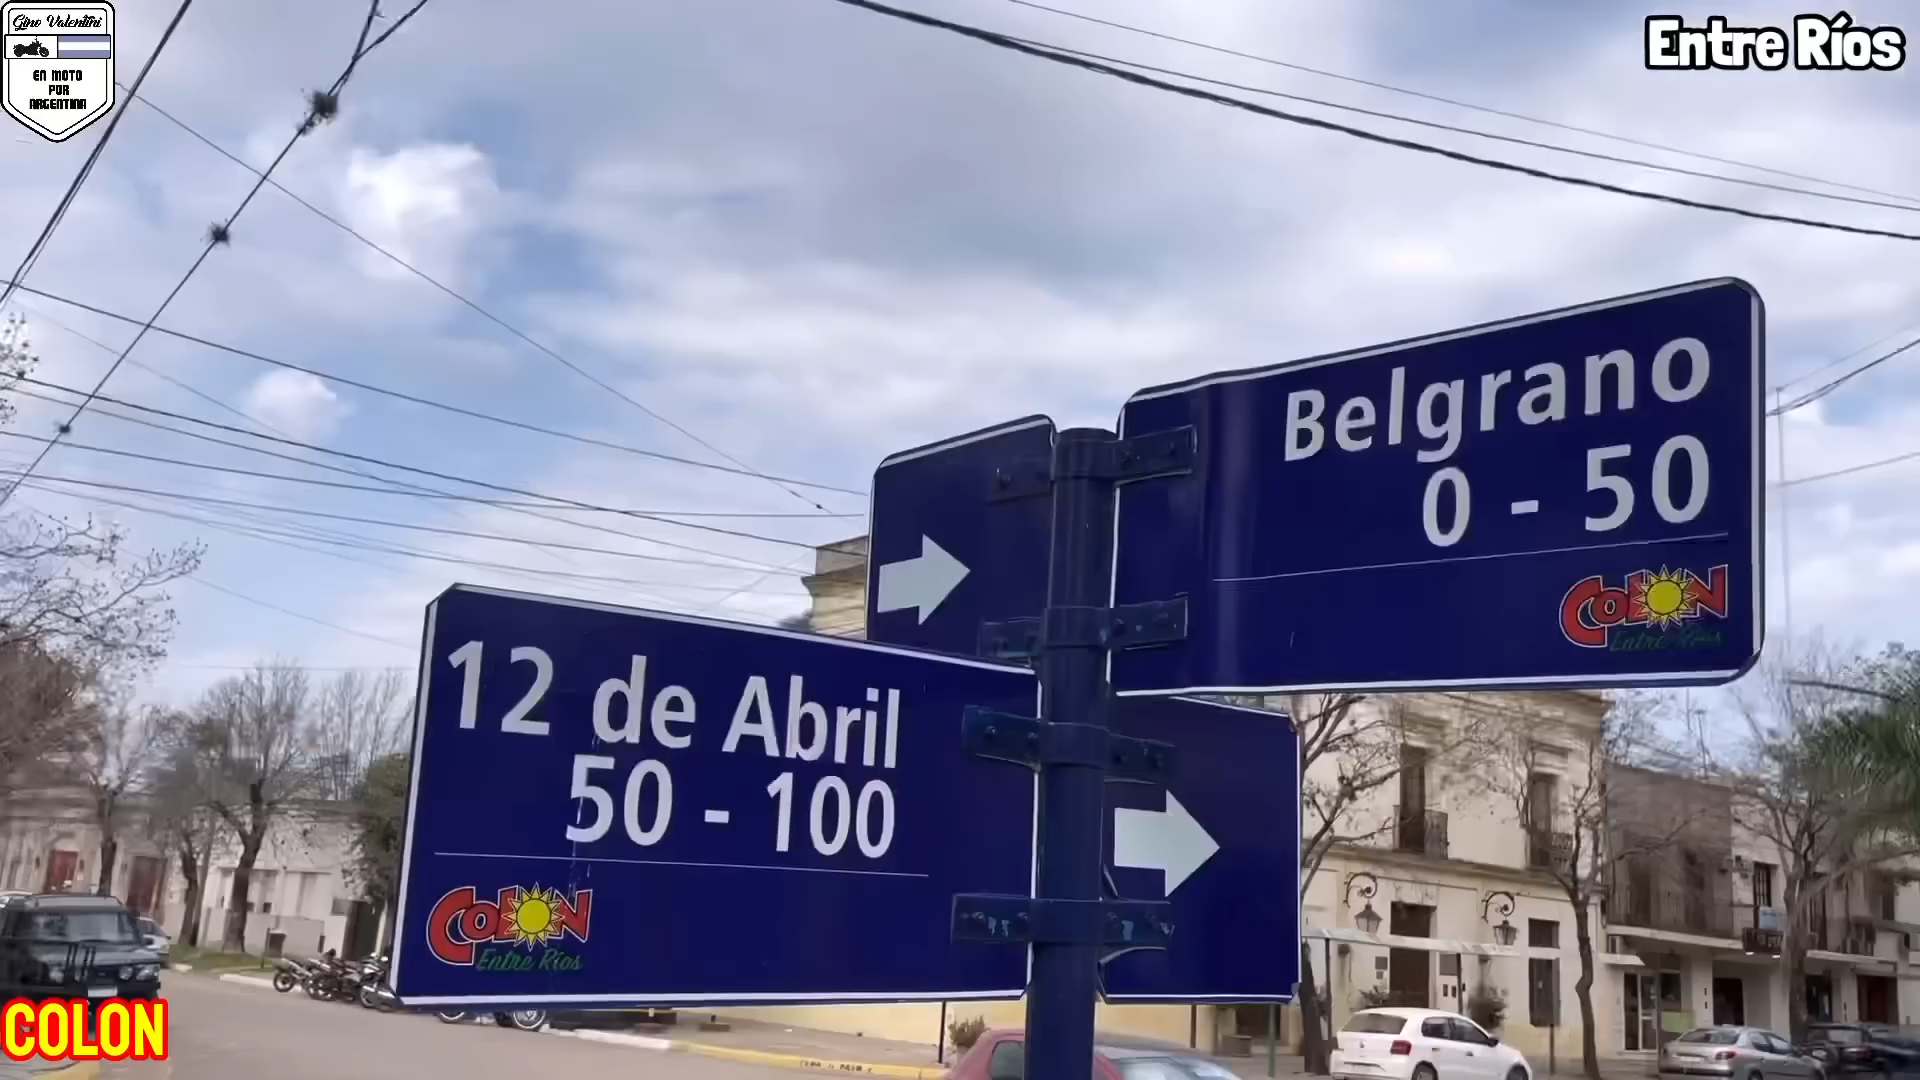 Gino Valentini
EN MOTO
POR
ARGENTINA
Entre Ríos
Belgrano
0 - 50
COLON
Entre Ríos
12 de Abril
50 - 100
COLON
Entre Ríos
COLON